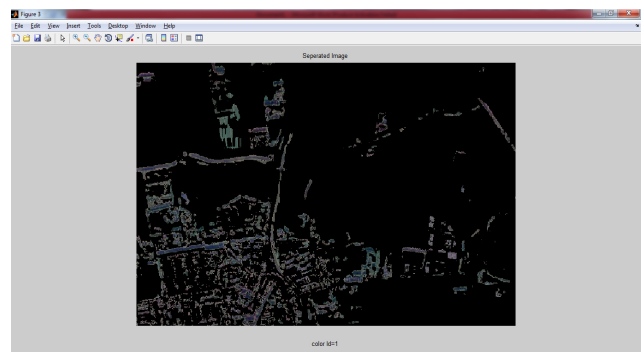 Figure 3
File Edit View Insert Tools Desktop Window Help
Seperated Image
color Id=1